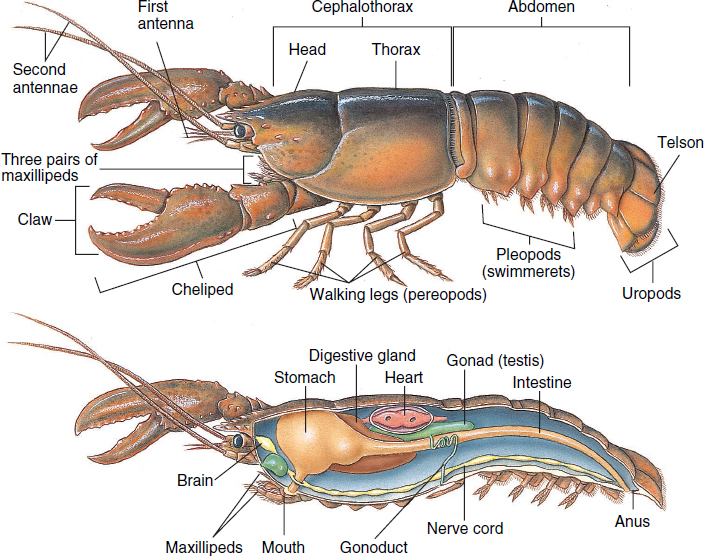 First
antenna
Cephalothorax
Abdomen
Head
Thorax
Second
antennae
Telson
Three pairs of
maxillipeds
Claw
Pleopods
(swimmerets)
Cheliped
Walking legs (pereopods)
Uropods
Digestive gland
Gonad (testis)
Stomach
Heart
Intestine
Brain
Anus
Nerve cord
Maxillipeds
Mouth
Gonoduct